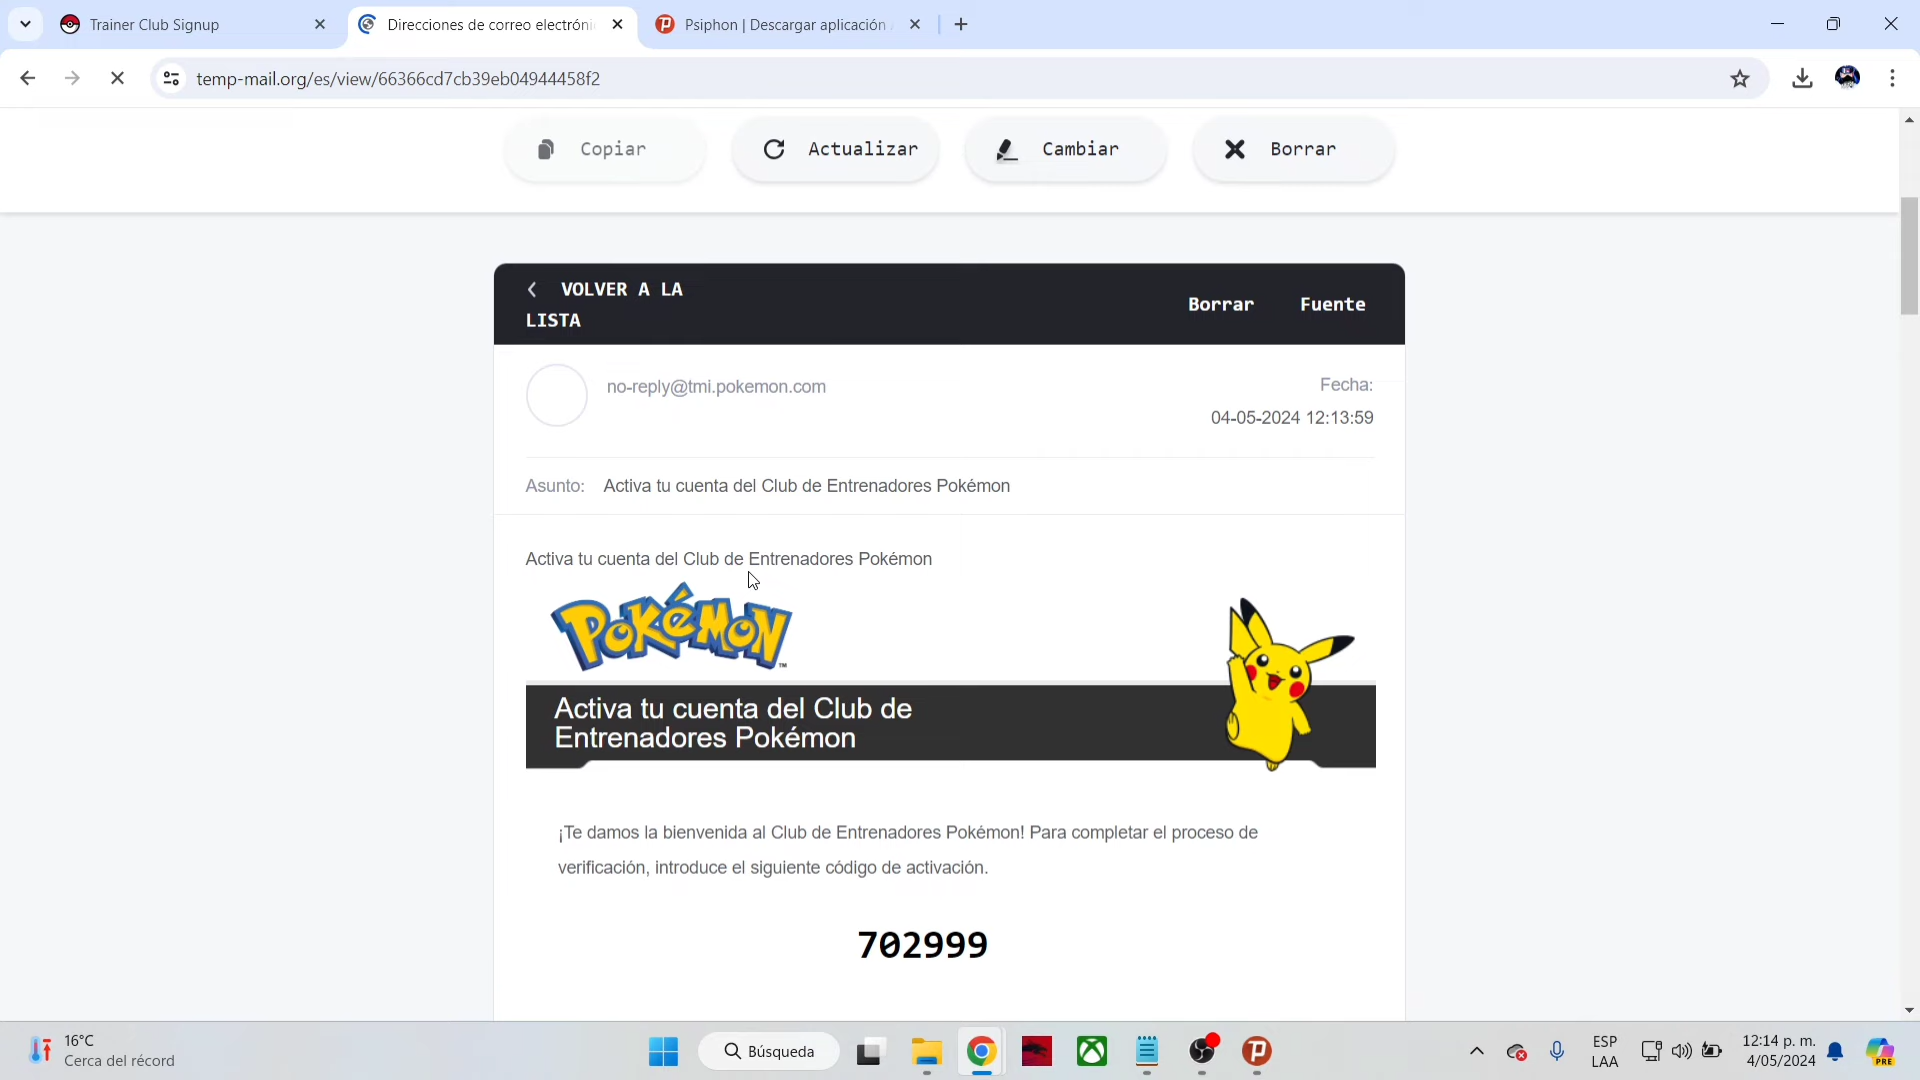 Trainer Club Signup
Direcciones de correo electróni
Psiphon | Descargar aplicación
temp-mail.org/es/view/66366cd7cb39eb04944458f2
Copiar
Actualizar
Cambiar
Borrar
VOLVER A LA
LISTA
Borrar
Fuente
no-reply@tmi.pokemon.com
Fecha:
04-05-2024 12:13:59
Asunto: Activa tu cuenta del Club de Entrenadores Pokémon
Activa tu cuenta del Club de Entrenadores Pokémon
POKéMON
TM
Activa tu cuenta del Club de
Entrenadores Pokémon
¡Te damos la bienvenida al Club de Entrenadores Pokémon! Para completar el proceso de
verificación, introduce el siguiente código de activación.
702999
16°C
Cerca del récord
Búsqueda
ESP
LAA
12:14 p. m.
4/05/2024
PRE